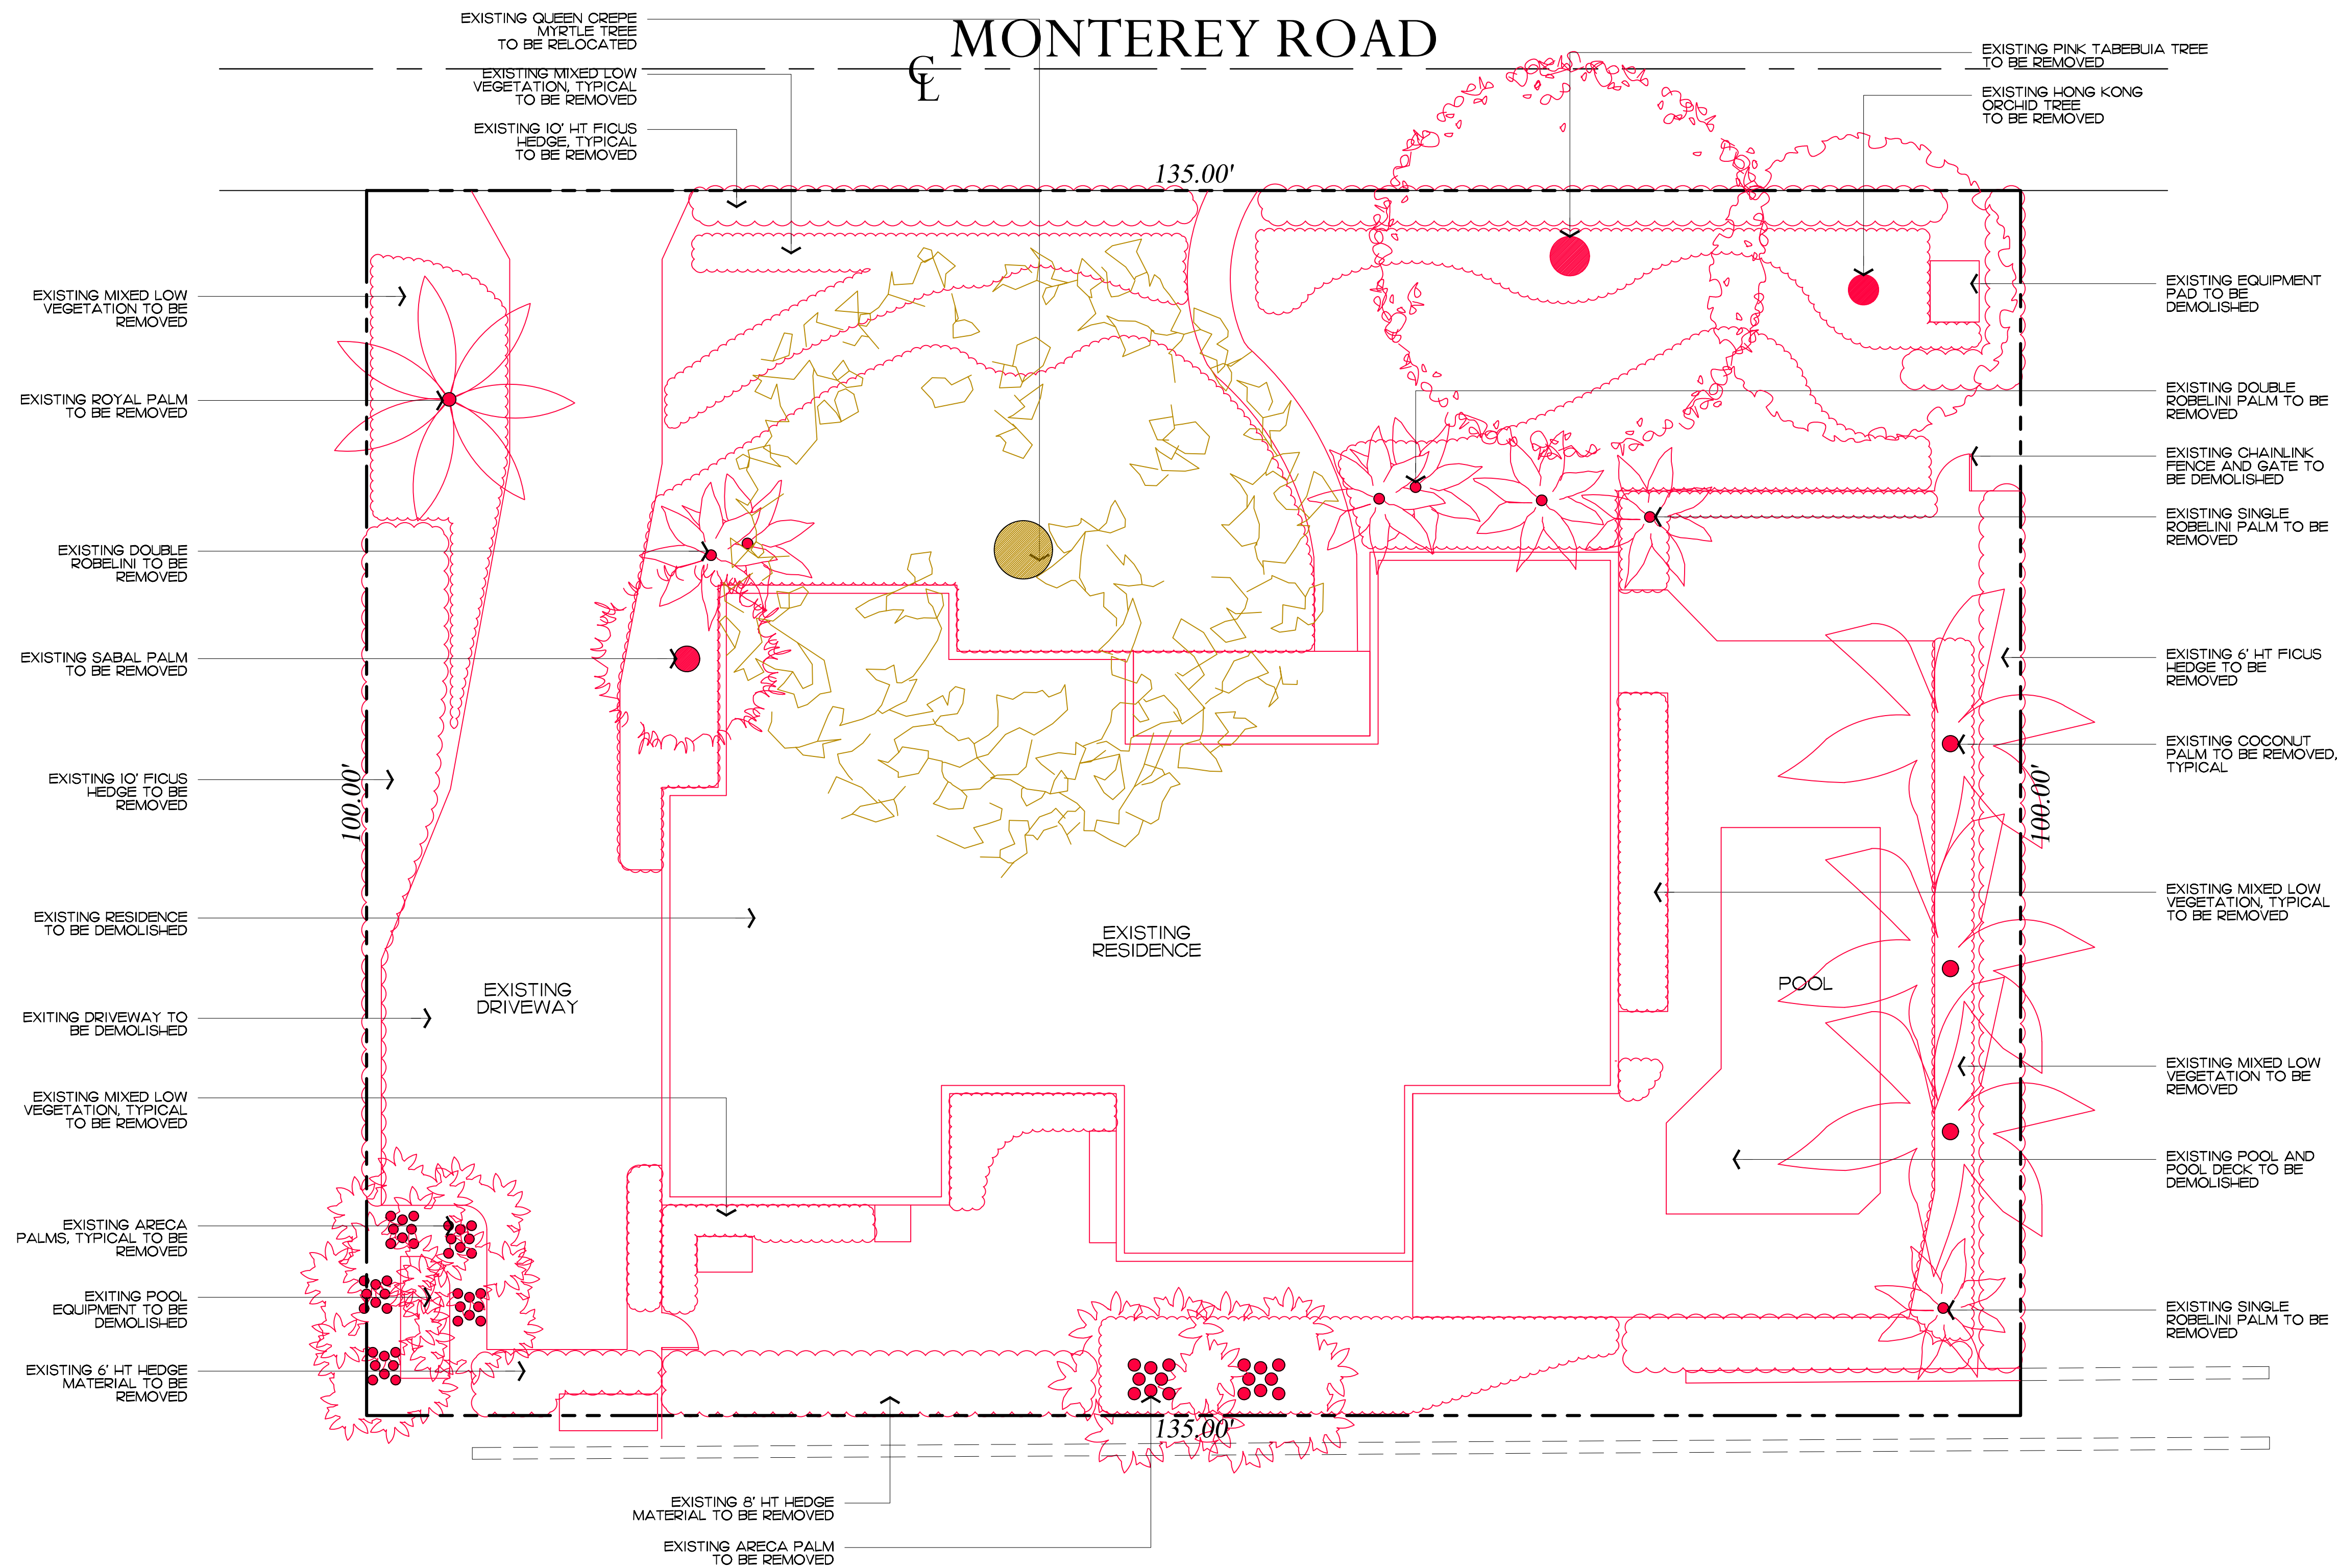 MONTEREY ROAD
CL
EXISTING QUEEN CREPE
MYRTLE TREE
TO BE RELOCATED
EXISTING MIXED LOW
VEGETATION, TYPICAL
TO BE REMOVED
EXISTING 10' HT FICUS
HEDGE, TYPICAL
TO BE REMOVED
EXISTING PINK TABEBUIA TREE
TO BE REMOVED
EXISTING HONG KONG
ORCHID TREE
TO BE REMOVED
135.00'
EXISTING MIXED LOW
VEGETATION TO BE
REMOVED
EXISTING ROYAL PALM
TO BE REMOVED
EXISTING DOUBLE
ROBELINI TO BE
REMOVED
EXISTING SABAL PALM
TO BE REMOVED
EXISTING 10' FICUS
HEDGE TO BE
REMOVED
100.00'
EXISTING RESIDENCE
TO BE DEMOLISHED
EXITING DRIVEWAY TO
BE DEMOLISHED
EXISTING MIXED LOW
VEGETATION, TYPICAL
TO BE REMOVED
EXISTING ARECA
PALMS, TYPICAL TO BE
REMOVED
EXITING POOL
EQUIPMENT TO BE
DEMOLISHED
EXISTING 6' HT HEDGE
MATERIAL TO BE
REMOVED
EXISTING
DRIVEWAY
EXISTING
RESIDENCE
POOL
EXISTING EQUIPMENT
PAD TO BE
DEMOLISHED
EXISTING DOUBLE
ROBELINI PALM TO BE
REMOVED
EXISTING CHAINLINK
FENCE AND GATE TO
BE DEMOLISHED
EXISTING SINGLE
ROBELINI PALM TO BE
REMOVED
EXISTING 6' HT FICUS
HEDGE TO BE
REMOVED
EXISTING COCONUT
PALM TO BE REMOVED,
TYPICAL
100.00'
EXISTING MIXED LOW
VEGETATION, TYPICAL
TO BE REMOVED
EXISTING MIXED LOW
VEGETATION TO BE
REMOVED
EXISTING POOL AND
POOL DECK TO BE
DEMOLISHED
EXISTING SINGLE
ROBELINI PALM TO BE
REMOVED
135.00'
EXISTING 8' HT HEDGE
MATERIAL TO BE REMOVED
EXISTING ARECA PALM
TO BE REMOVED